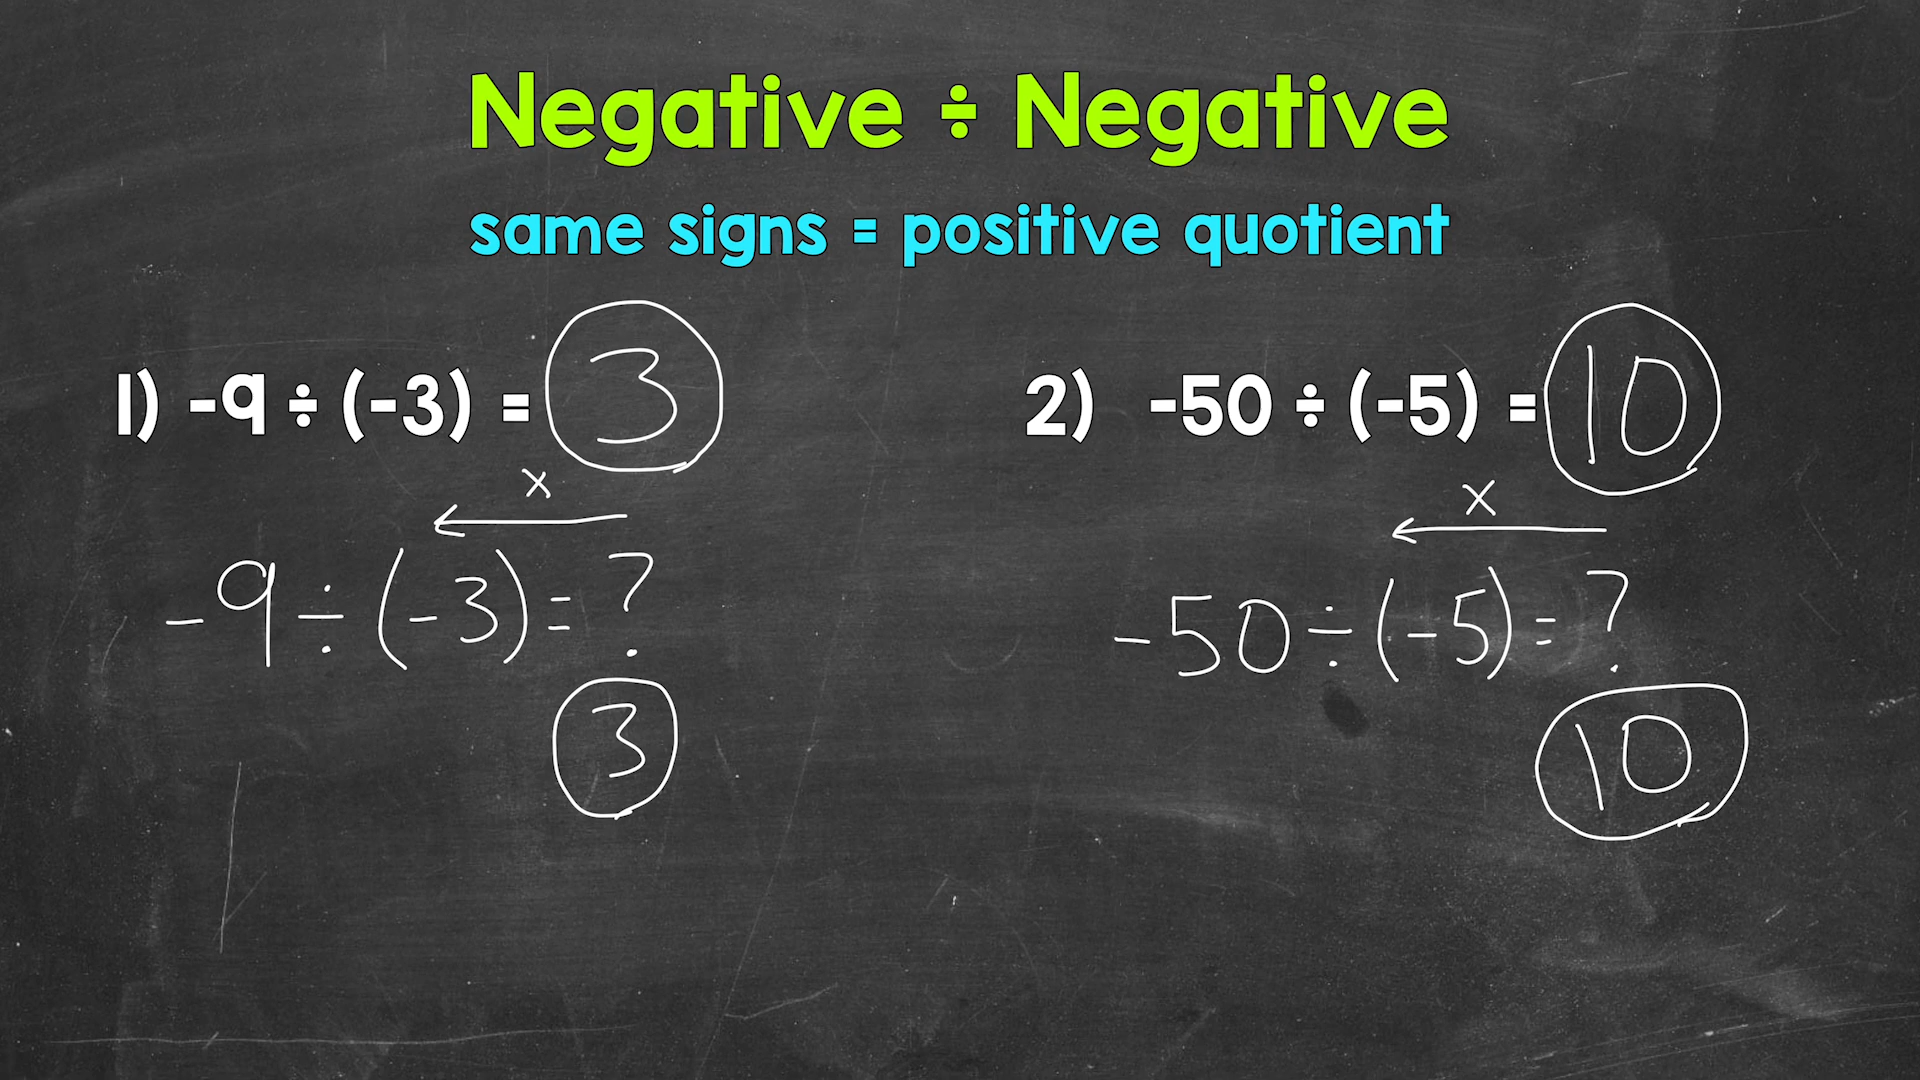 Negative ÷ Negative
same signs = positive quotient
1) -9 ÷ (-3) = 3
x
-9 ÷ (-3) = ?
3
2) -50 ÷ (-5) = 10
x
-50 ÷ (-5) = ?
10